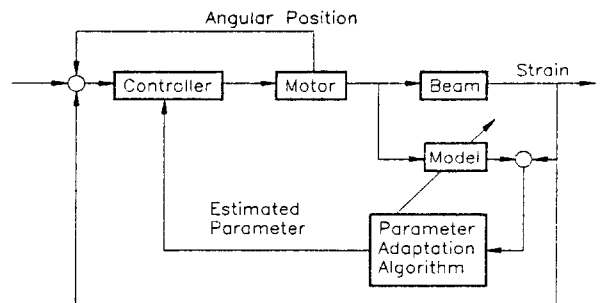 Angular Position
Controller
Motor
Beam
Strain
Model
Estimated
Parameter
Parameter
Adaptation
Algorithm